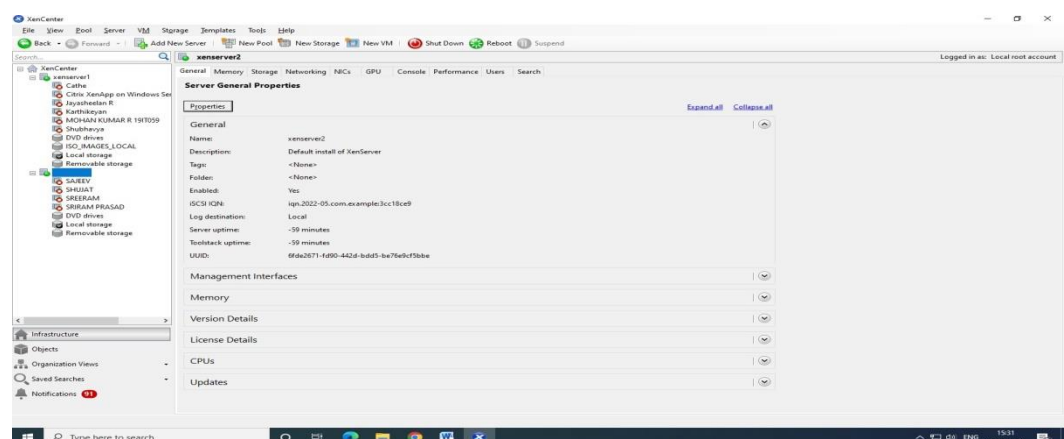 XenCenter
File View Pool Server VM Storage Templates Tools Help
Back Forward Add New Server New Pool New Storage New VM Shut Down Reboot Suspend
Search... xenserver2 Logged in as: Local root account
XenCenter
xenserver1
Cathe
Citrix XenApp on Windows Ser
Jayasheelan R
Karthikeyan
MOHAN KUMAR R 19IT059
Shubhavya
DVD drives
ISO_IMAGES_LOCAL
Local storage
Removable storage
SAJEEV
SHUJAT
SREERAM
SRIRAM PRASAD
DVD drives
Local storage
Removable storage
Infrastructure
Objects
Organization Views
Saved Searches
Notifications 91
General Memory Storage Networking NICs GPU Console Performance Users Search
Server General Properties
Properties Expand all Collapse all
General
Name: xenserver2
Description: Default install of XenServer
Tags: <None>
Folder: <None>
Enabled: Yes
iSCSI IQN: iqn.2022-05.com.example:3cc18ce9
Log destination: Local
Server uptime: -59 minutes
Toolstack uptime: -59 minutes
UUID: 6fde2671-fd90-442d-bdd5-be76e9cf5bbe
Management Interfaces
Memory
Version Details
License Details
CPUs
Updates
Type here to search
ENG 15:31